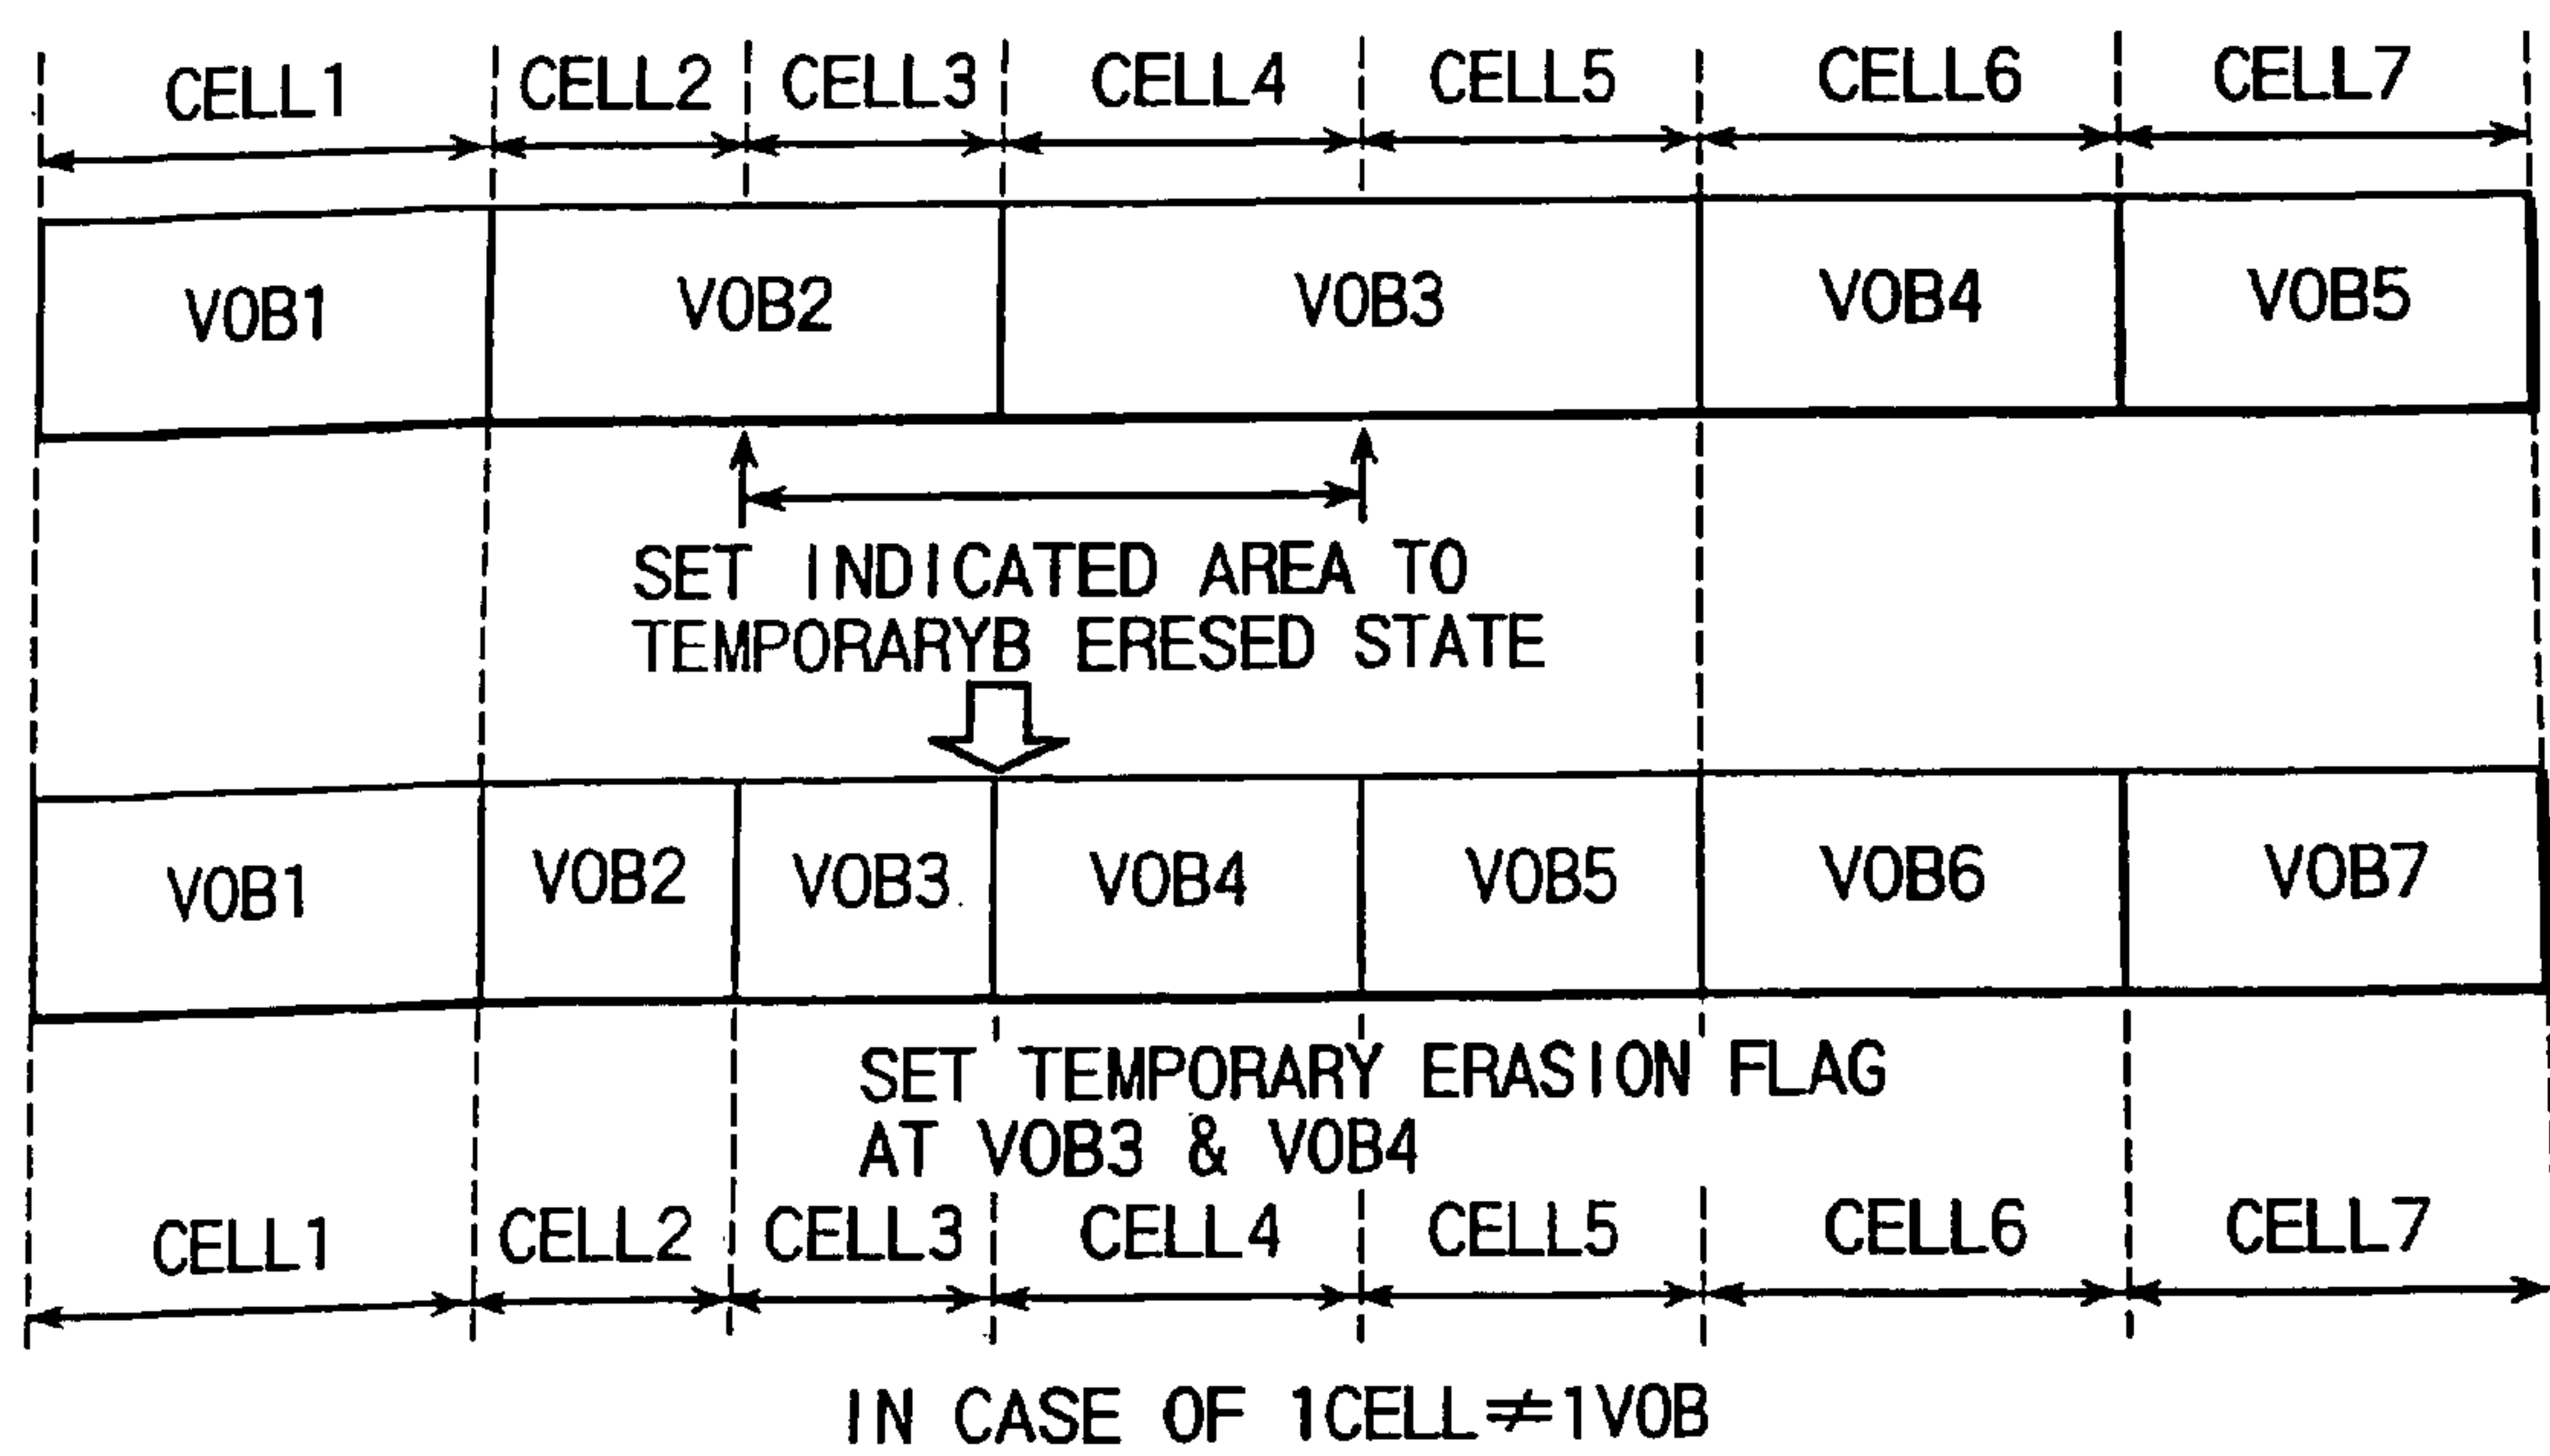 CELL1 CELL2 CELL3 CELL4 CELL5 CELL6 CELL7
VOB1 VOB2 VOB3 VOB4 VOB5
SET INDICATED AREA TO
TEMPORARYB ERESED STATE
VOB1 VOB2 VOB3 VOB4 VOB5 VOB6 VOB7
SET TEMPORARY ERASION FLAG
AT VOB3 & VOB4
CELL1 CELL2 CELL3 CELL4 CELL5 CELL6 CELL7
IN CASE OF 1CELL≠1VOB